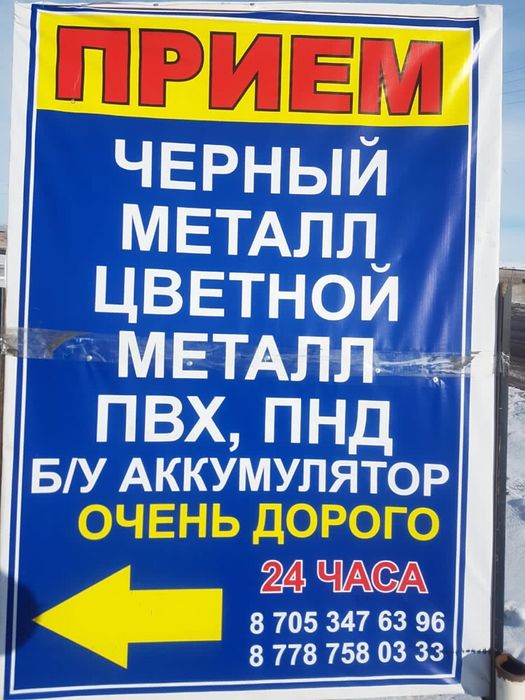 ПРИЕМ
ЧЕРНЫЙ
МЕТАЛЛ
ЦВЕТНОЙ
МЕТАЛЛ
ПВХ, ПНД
Б/У АККУМУЛЯТОР
ОЧЕНЬ ДОРОГО
24 ЧАСА
8 705 347 63 96
8 778 758 03 33